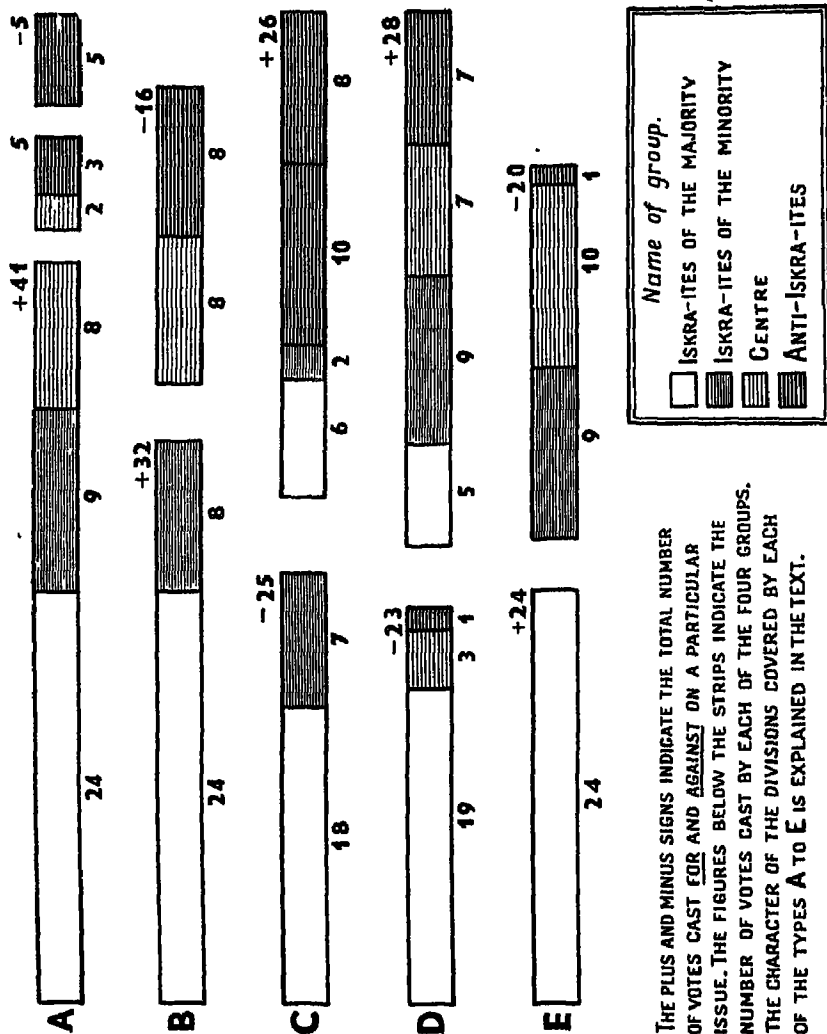 A
+41
5
-5
24
9
8
2
3
5
B
+32
-16
24
8
8
8
C
-25
+26
18
7
6
2
10
8
D
-23
+28
19
3
1
5
9
7
7
E
+24
-20
24
9
10
1
THE PLUS AND MINUS SIGNS INDICATE THE TOTAL NUMBER
OF VOTES CAST FOR AND AGAINST ON A PARTICULAR
ISSUE. THE FIGURES BELOW THE STRIPS INDICATE THE
NUMBER OF VOTES CAST BY EACH OF THE FOUR GROUPS.
THE CHARACTER OF THE DIVISIONS COVERED BY EACH
OF THE TYPES A TO E IS EXPLAINED IN THE TEXT.
Name of group.
ISKRA-ITES OF THE MAJORITY
ISKRA-ITES OF THE MINORITY
CENTRE
ANTI-ISKRA-ITES